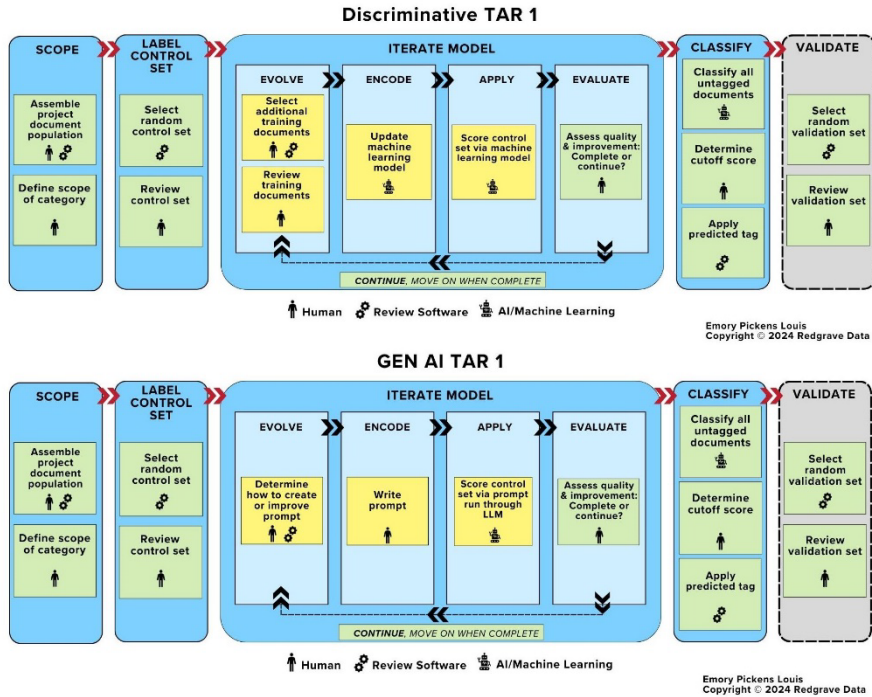 Discriminative TAR 1
SCOPE
Assemble
project
document
population
Define scope
of category
LABEL
CONTROL
SET
Select
random
control set
Review
control set
ITERATE MODEL
EVOLVE
Select
additional
training
documents
Review
training
documents
ENCODE
Update
machine
learning
model
APPLY
Score control
set via machine
learning model
EVALUATE
Assess quality
& improvement:
Complete or
continue?
CONTINUE, MOVE ON WHEN COMPLETE
CLASSIFY
Classify all
untagged
documents
Determine
cutoff score
Apply
predicted tag
VALIDATE
Select
random
validation set
Review
validation set
Human
Review Software
AI/Machine Learning
Emory Pickens Louis
Copyright © 2024 Redgrave Data
GEN AI TAR 1
SCOPE
Assemble
project
document
population
Define scope
of category
LABEL
CONTROL
SET
Select
random
control set
Review
control set
ITERATE MODEL
EVOLVE
Determine
how to create
or improve
prompt
ENCODE
Write
prompt
APPLY
Score control
set via prompt
run through
LLM
EVALUATE
Assess quality
& improvement:
Complete or
continue?
CONTINUE, MOVE ON WHEN COMPLETE
CLASSIFY
Classify all
untagged
documents
Determine
cutoff score
Apply
predicted tag
VALIDATE
Select
random
validation set
Review
validation set
Human
Review Software
AI/Machine Learning
Emory Pickens Louis
Copyright © 2024 Redgrave Data